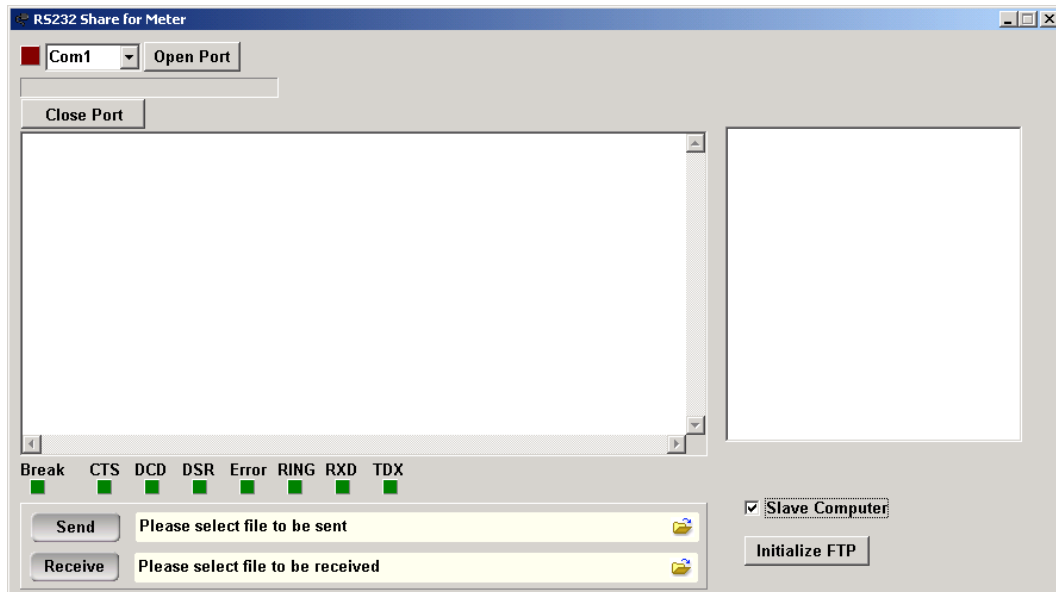 RS232 Share for Meter
Com1 Open Port
Close Port
Break CTS DCD DSR Error RING RXD TDX
Slave Computer
Send Please select file to be sent
Initialize FTP
Receive Please select file to be received